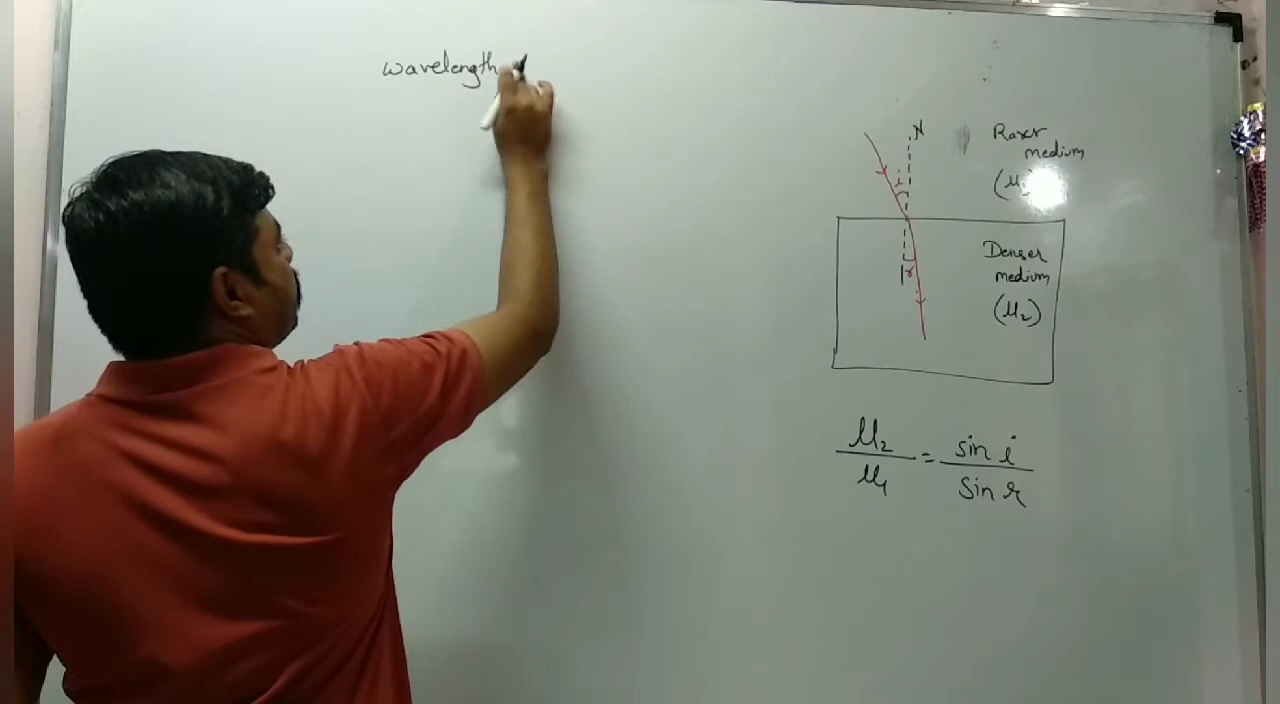 wavelength
N
Rarer
medium
(μ
i
Denser
medium
r
(μ₂)
μ₂/μ₁ = sin i/sin r